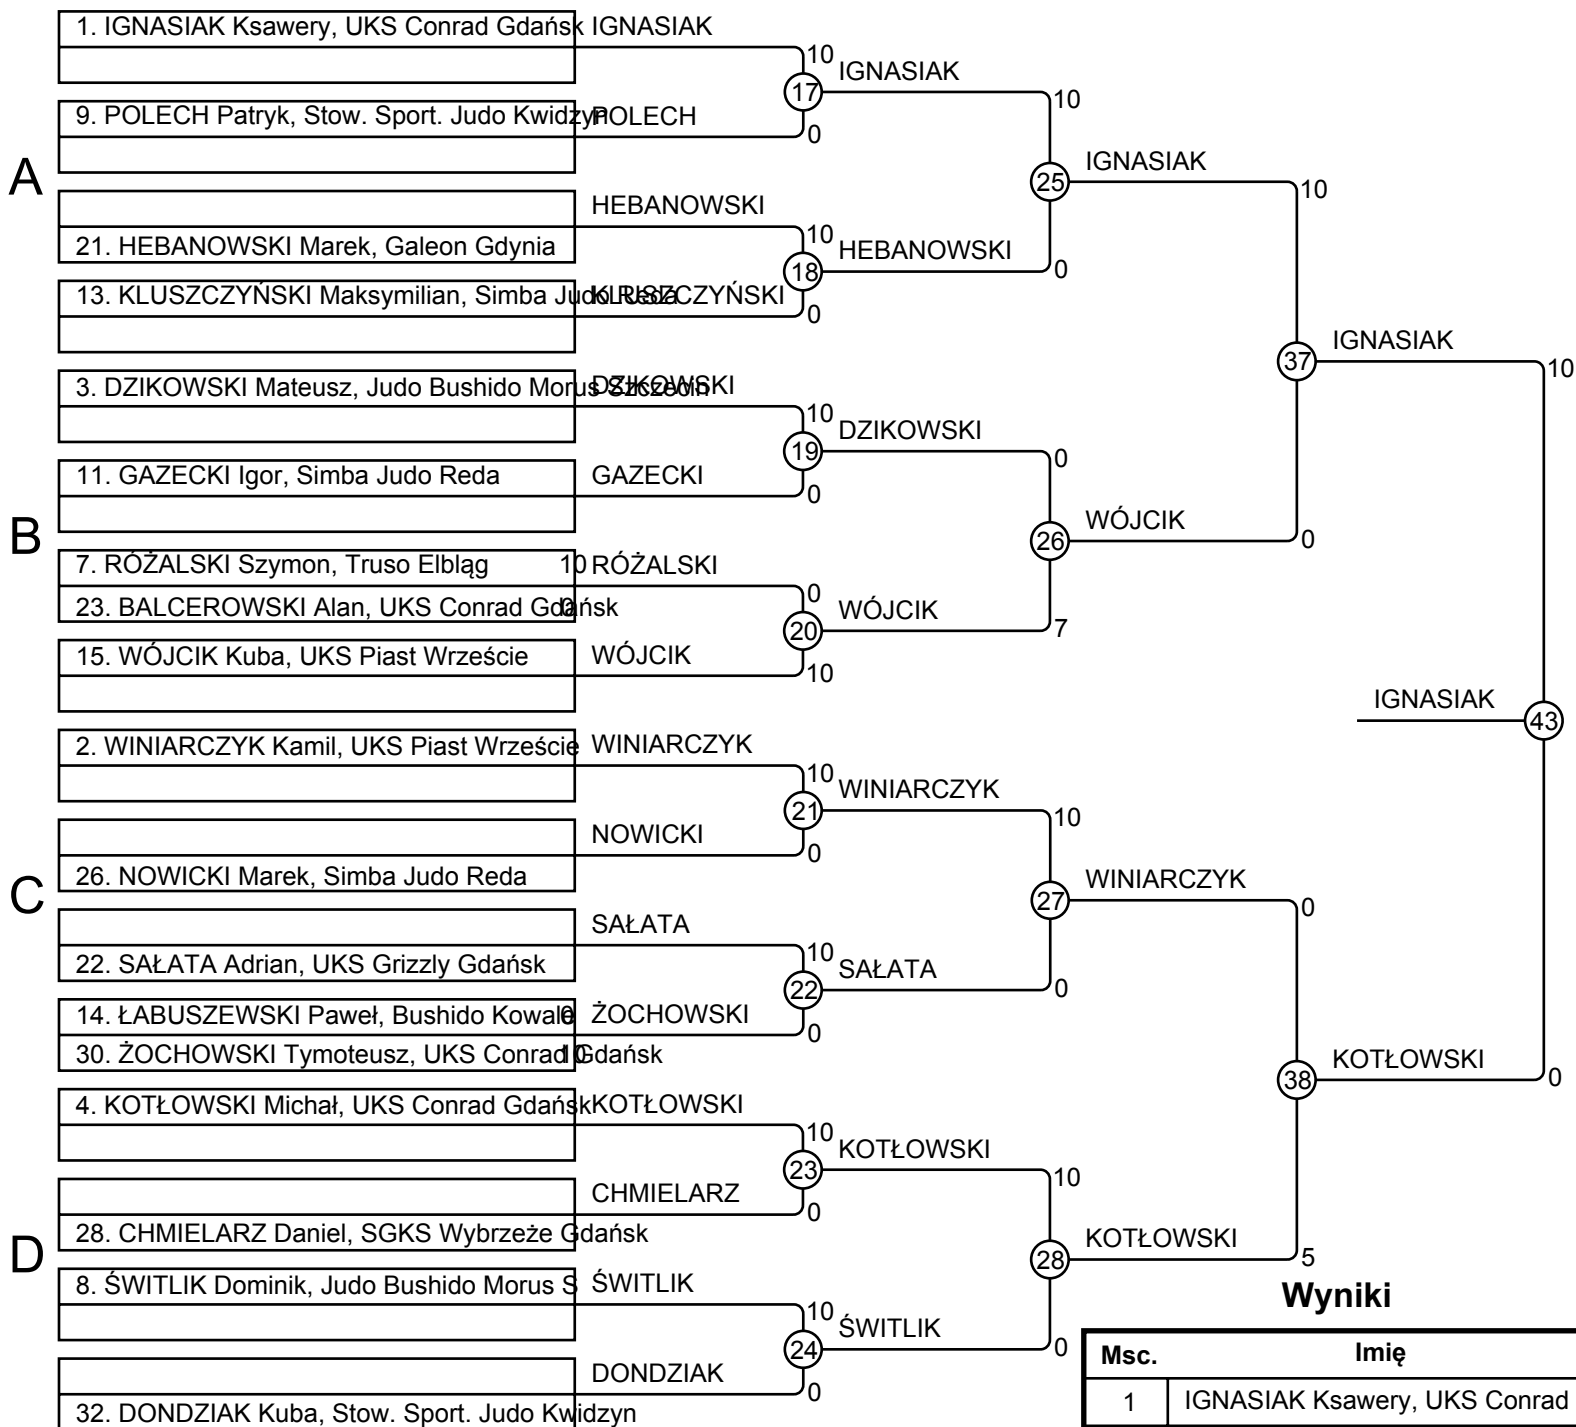 1. IGNASIAK Ksawery, UKS Conrad Gdańsk IGNASIAK
10
17 IGNASIAK
9. POLECH Patryk, Stow. Sport. Judo Kwidzyn POLECH
0
10
A
25 IGNASIAK
HEBANOWSKI
21. HEBANOWSKI Marek, Galeon Gdynia
10
18 HEBANOWSKI
0
13. KLUSZCZYŃSKI Maksymilian, Simba Judo Reda KLUSZCZYŃSKI
0
10
37 IGNASIAK
3. DZIKOWSKI Mateusz, Judo Bushido Morus Szczecin DZIKOWSKI
10
19 DZIKOWSKI
11. GAZECKI Igor, Simba Judo Reda GAZECKI
0
0
B
26 WÓJCIK
0
7. RÓŻALSKI Szymon, Truso Elbląg 10 RÓŻALSKI
23. BALCEROWSKI Alan, UKS Conrad Gdańsk 0
0
20 WÓJCIK
7
15. WÓJCIK Kuba, UKS Piast Wrzeście WÓJCIK
10
10
IGNASIAK 43
2. WINIARCZYK Kamil, UKS Piast Wrzeście WINIARCZYK
10
21 WINIARCZYK
NOWICKI
26. NOWICKI Marek, Simba Judo Reda
0
10
C
27 WINIARCZYK
0
SAŁATA
22. SAŁATA Adrian, UKS Grizzly Gdańsk
10
22 SAŁATA
0
14. ŁABUSZEWSKI Paweł, Bushido Kowale 0 ŻOCHOWSKI
30. ŻOCHOWSKI Tymoteusz, UKS Conrad Gdańsk 10
0
38 KOTŁOWSKI
0
4. KOTŁOWSKI Michał, UKS Conrad Gdańsk KOTŁOWSKI
10
23 KOTŁOWSKI
CHMIELARZ
28. CHMIELARZ Daniel, SGKS Wybrzeże Gdańsk
0
10
D
28 KOTŁOWSKI
5
8. ŚWITLIK Dominik, Judo Bushido Morus S ŚWITLIK
10
24 ŚWITLIK
0
DONDZIAK
32. DONDZIAK Kuba, Stow. Sport. Judo Kwidzyn
0
Wyniki
Msc. Imię
1 IGNASIAK Ksawery, UKS Conrad